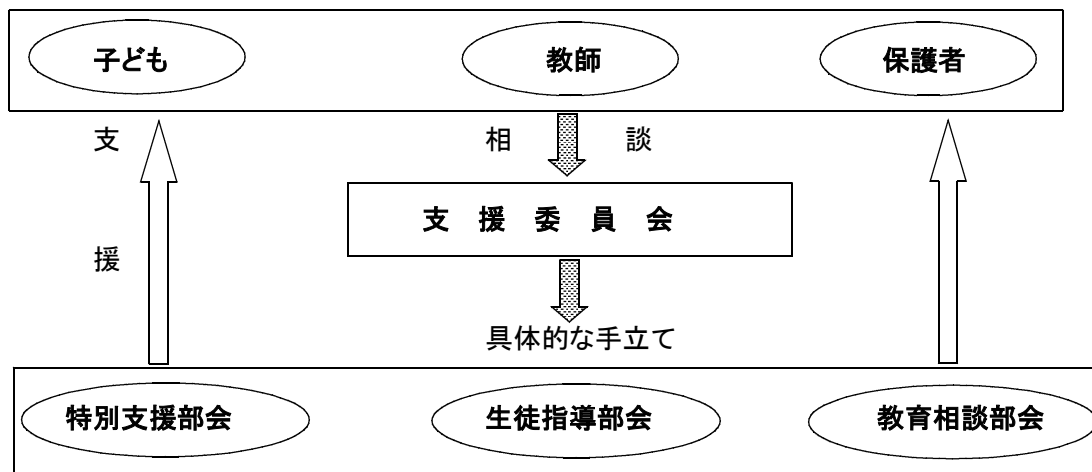 子ども 教師 保護者
支 相 談
支 援 委 員 会
援
具体的な手立て
特別支援部会 生徒指導部会 教育相談部会